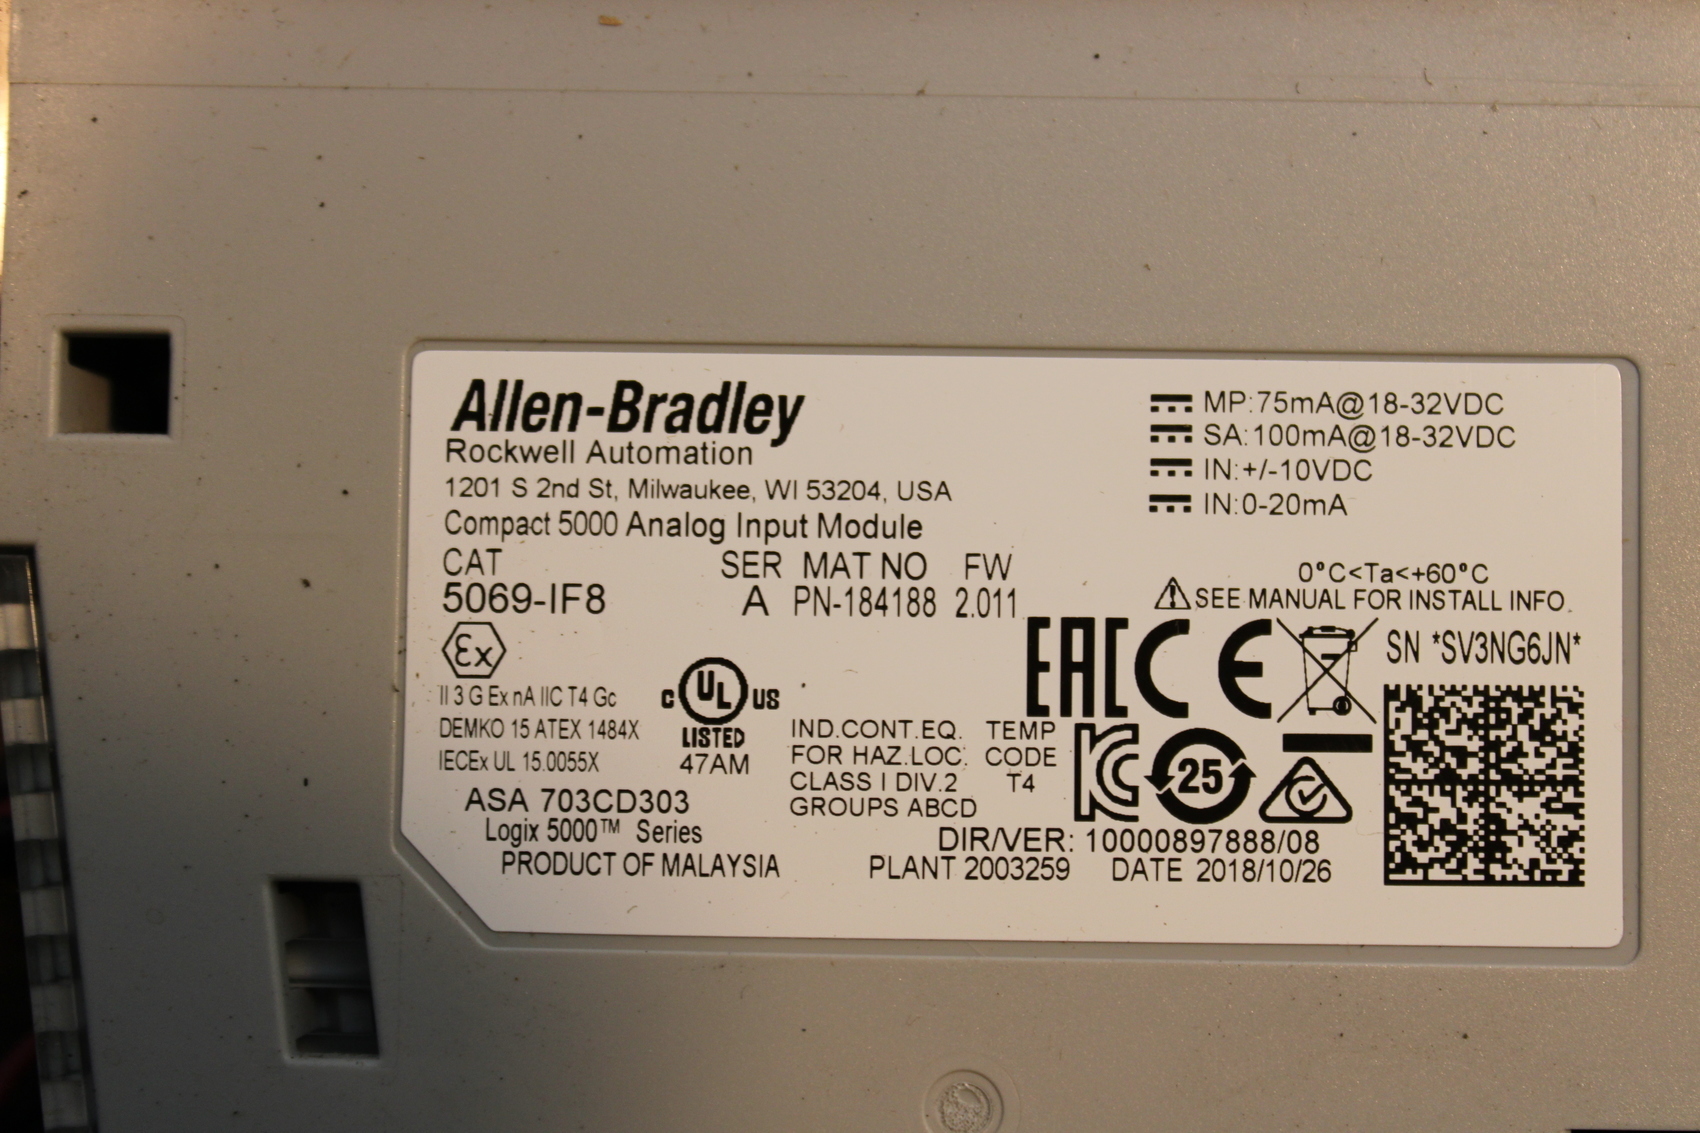 Allen-Bradley
Rockwell Automation
1201 S 2nd St, Milwaukee, WI 53204, USA
Compact 5000 Analog Input Module
CAT SER MAT NO FW
5069-IF8 A PN-184188 2.011
MP:75mA@18-32VDC
SA:100mA@18-32VDC
IN:+/-10VDC
IN:0-20mA
0°C<Ta<+60°C
SEE MANUAL FOR INSTALL INFO.
Ex
II 3 G Ex nA IIC T4 Gc
DEMKO 15 ATEX 1484X
IECEx UL 15.0055X
C UL US
LISTED
47AM
IND.CONT.EQ.
FOR HAZ.LOC.
CLASS I DIV.2
GROUPS ABCD
TEMP
CODE
T4
EAC CE
SN *SV3NG6JN*
KC 25
ASA 703CD303
Logix 5000™ Series
PRODUCT OF MALAYSIA
DIR/VER: 10000897888/08
PLANT 2003259 DATE 2018/10/26